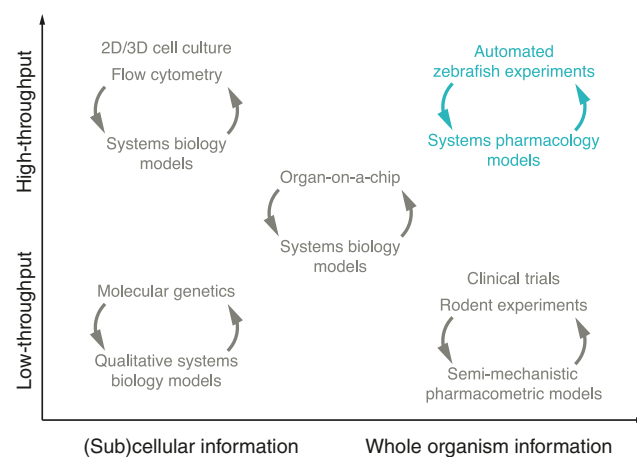 High-throughput
Low-throughput
2D/3D cell culture
Flow cytometry
Systems biology
models
Automated
zebrafish experiments
Systems pharmacology
models
Organ-on-a-chip
Systems biology
models
Molecular genetics
Qualitative systems
biology models
Clinical trials
Rodent experiments
Semi-mechanistic
pharmacometric models
(Sub)cellular information
Whole organism information